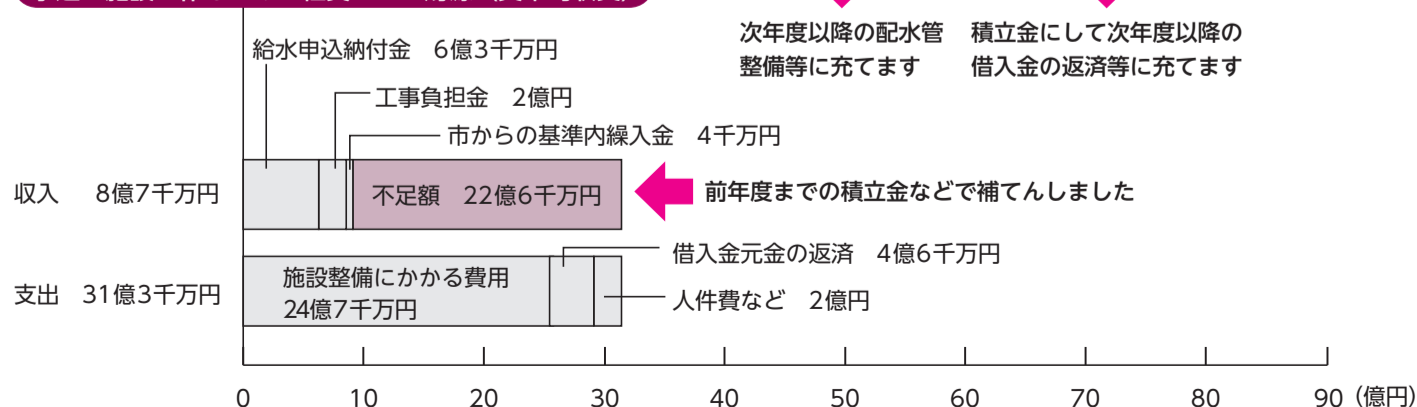 次年度以降の配水管
整備等に充てます
積立金にして次年度以降の
借入金の返済等に充てます
給水申込納付金 6億3千万円
工事負担金 2億円
市からの基準内繰入金 4千万円
収入 8億7千万円
不足額 22億6千万円
前年度までの積立金などで補てんしました
借入金元金の返済 4億6千万円
支出 31億3千万円
施設整備にかかる費用
24億7千万円
人件費など 2億円
0 10 20 30 40 50 60 70 80 90 (億円)